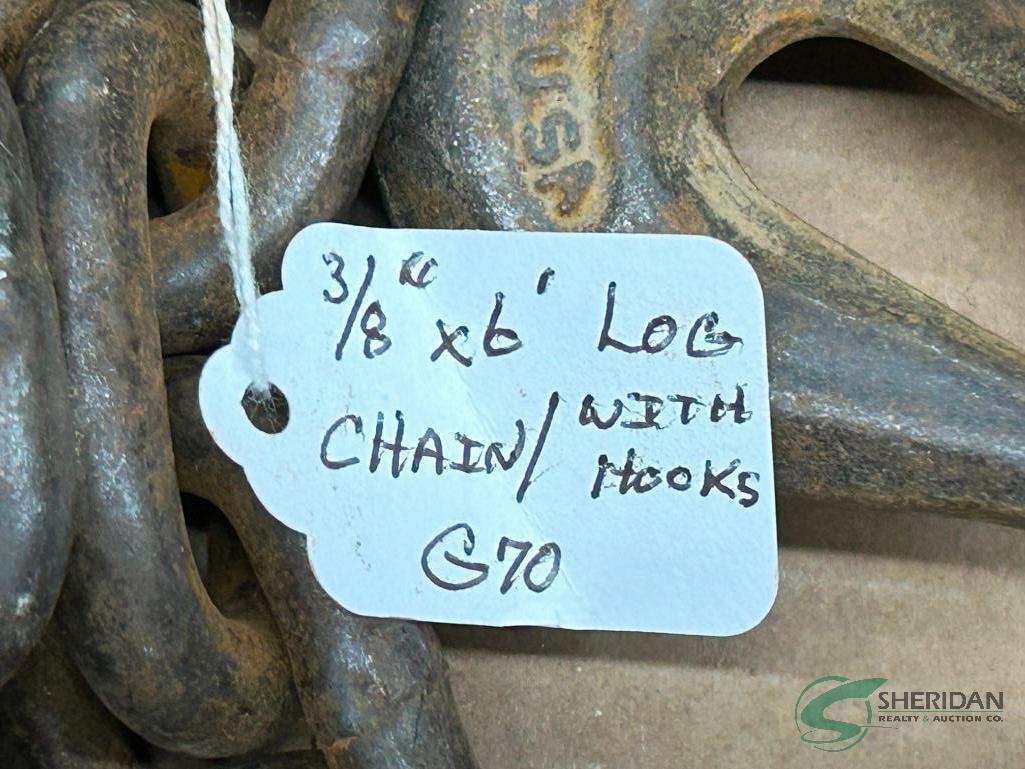 USA
3/8" x 6' LOG
CHAIN/ WITH
HOOKS
G70
SHERIDAN
REALTY & AUCTION CO.